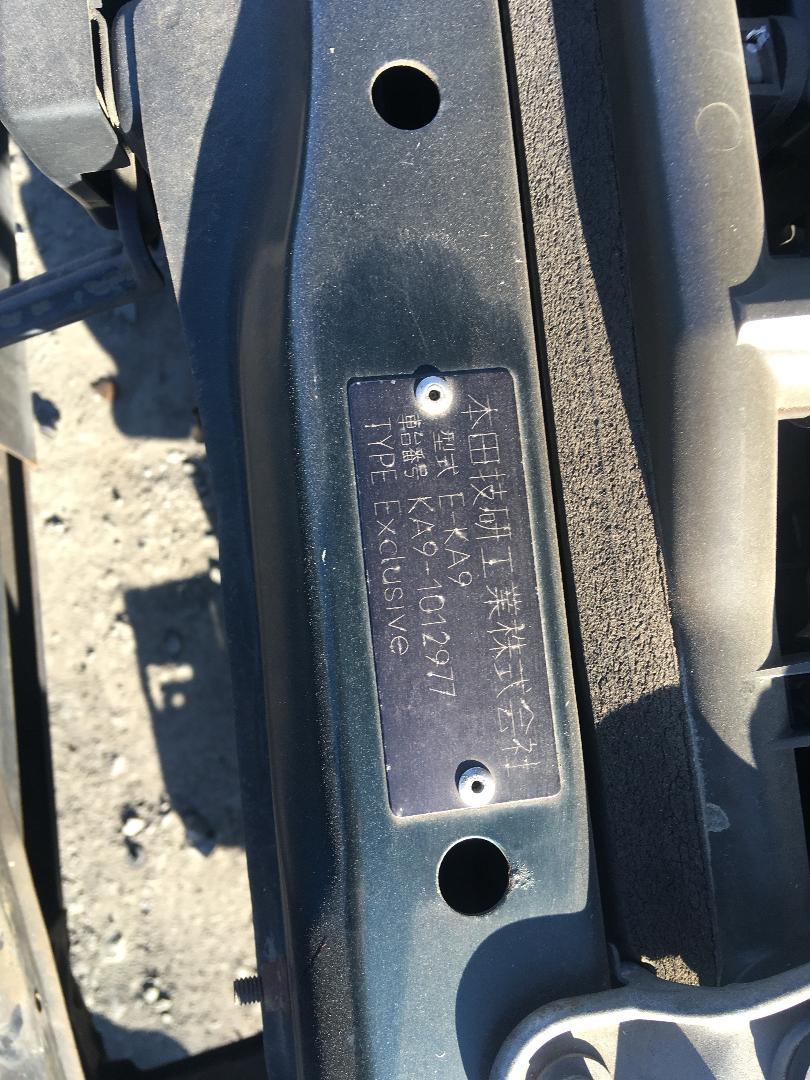 本田技研工業株式会社
型式 E-KA9
車台番号 KA9-1012977
TYPE Exclusive